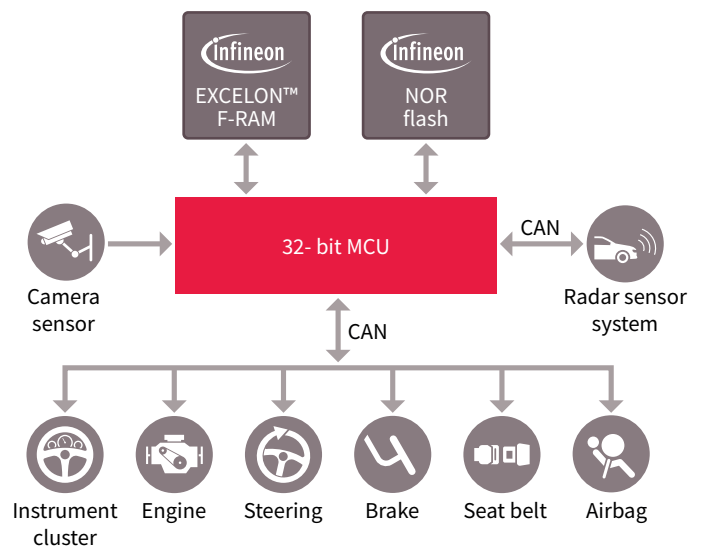 infineon
EXCELON™
F-RAM
infineon
NOR
flash
32- bit MCU
CAN
Camera
sensor
Radar sensor
system
CAN
Instrument
cluster
Engine
Steering
Brake
Seat belt
Airbag